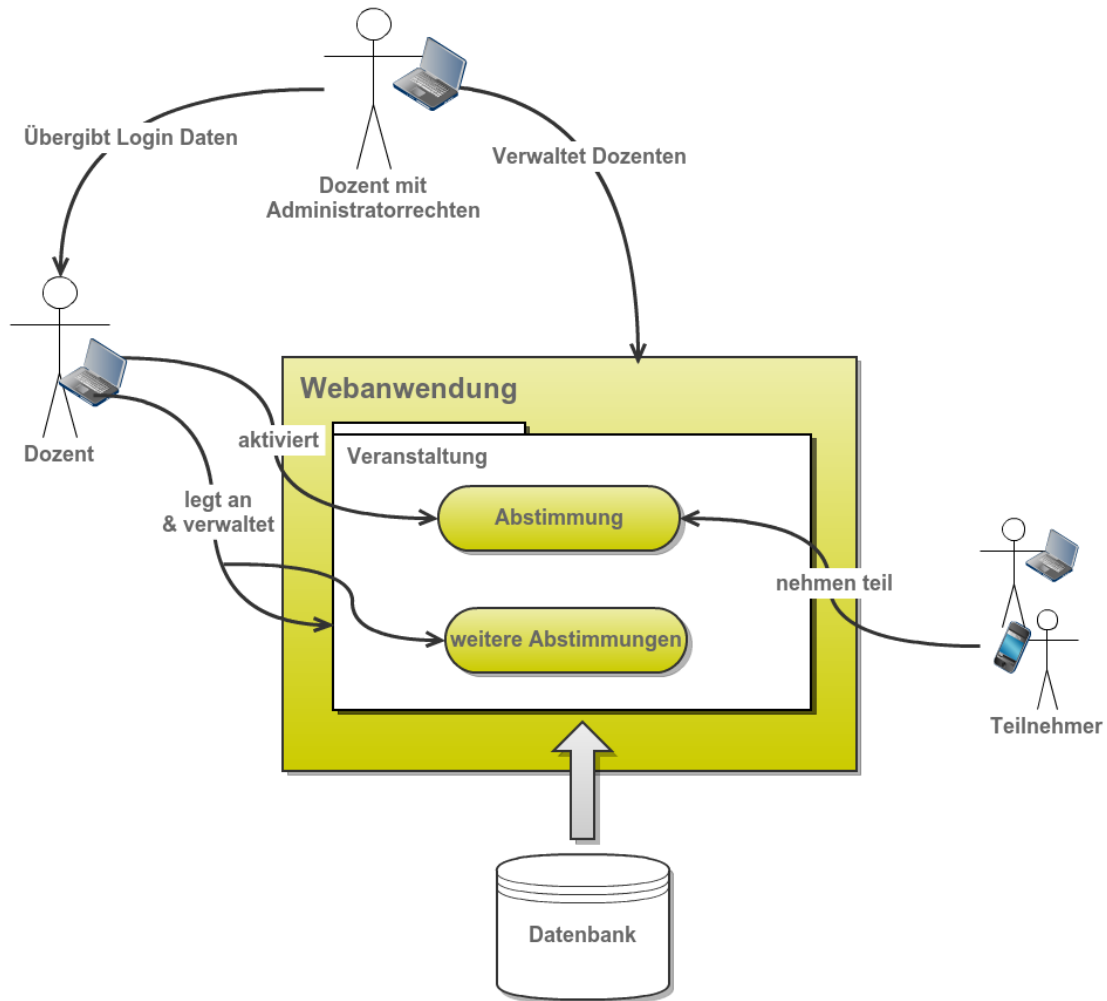 Übergibt Login Daten
Verwaltet Dozenten
Dozent mit
Administratorrechten
Webanwendung
aktiviert
Dozent
Veranstaltung
legt an
& verwaltet
Abstimmung
nehmen teil
weitere Abstimmungen
Teilnehmer
Datenbank